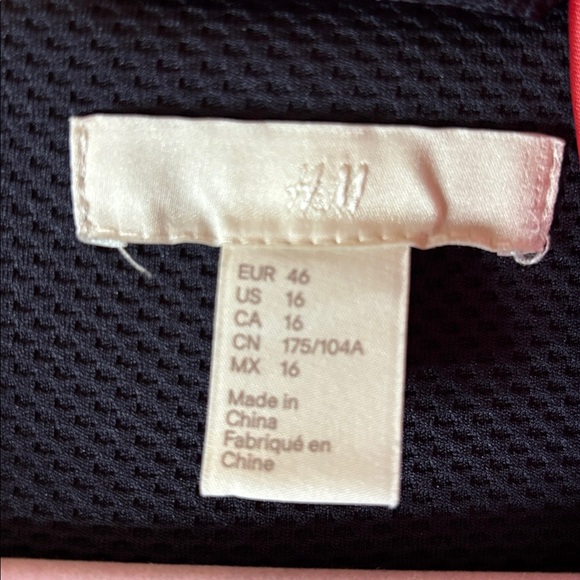 H&M
EUR 46
US 16
CA 16
CN 175/104A
MX 16
Made in
China
Fabriqué en
Chine